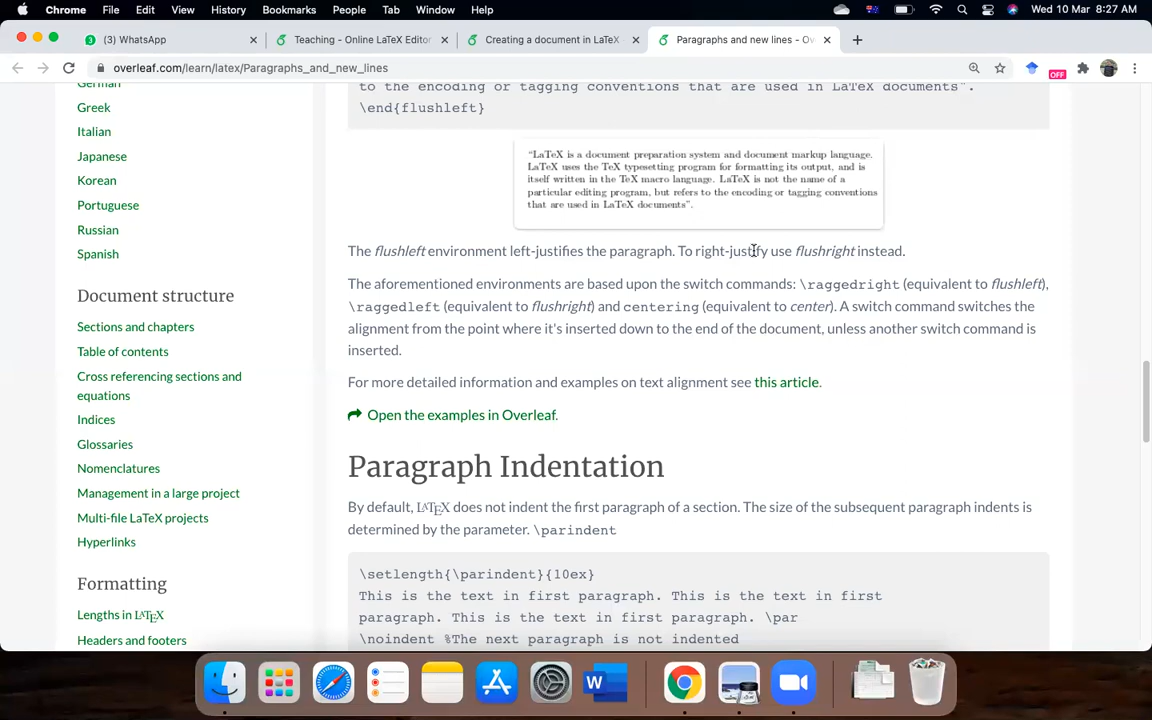 Chrome File Edit View History Bookmarks People Tab Window Help Wed 10 Mar 8:27 AM
(3) WhatsApp
Teaching - Online LaTeX Editor
Creating a document in LaTeX
Paragraphs and new lines - Ov
overleaf.com/learn/latex/Paragraphs_and_new_lines
OFF
German
Greek
Italian
Japanese
Korean
Portuguese
Russian
Spanish
Document structure
Sections and chapters
Table of contents
Cross referencing sections and
equations
Indices
Glossaries
Nomenclatures
Management in a large project
Multi-file LaTeX projects
Hyperlinks
Formatting
Lengths in LaTeX
Headers and footers
to the encoding or tagging conventions that are used in LaTeX documents".
\end{flushleft}
“LaTeX is a document preparation system and document markup language.
LaTeX uses the TeX typesetting program for formatting its output, and is
itself written in the TeX macro language. LaTeX is not the name of a
particular editing program, but refers to the encoding or tagging conventions
that are used in LaTeX documents”.
The flushleft environment left-justifies the paragraph. To right-justify use flushright instead.
The aforementioned environments are based upon the switch commands: \raggedright (equivalent to flushleft),
\raggedleft (equivalent to flushright) and centering (equivalent to center). A switch command switches the
alignment from the point where it's inserted down to the end of the document, unless another switch command is
inserted.
For more detailed information and examples on text alignment see this article.
Open the examples in Overleaf.
Paragraph Indentation
By default, LaTeX does not indent the first paragraph of a section. The size of the subsequent paragraph indents is
determined by the parameter. \parindent
\setlength{\parindent}{10ex}
This is the text in first paragraph. This is the text in first
paragraph. This is the text in first paragraph. \par
\noindent %The next paragraph is not indented
W